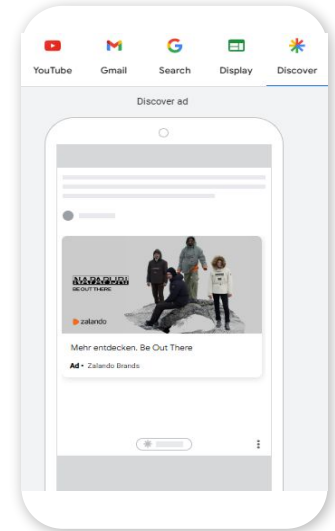 YouTube Gmail Search Display Discover
Discover ad
NAPAPIJRI
BE OUT THERE
zalando
Mehr entdecken. Be Out There
Ad • Zalando Brands